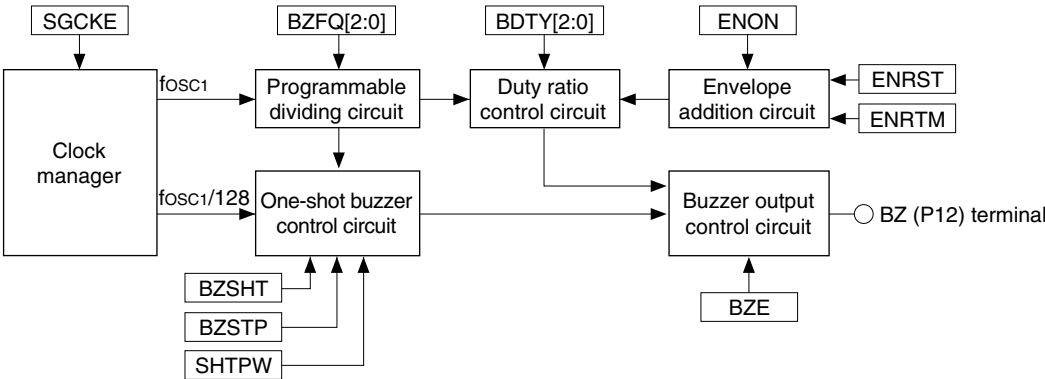 SGCKE
BZFQ[2:0]
BDTY[2:0]
ENON
fOSC1
Programmable
dividing circuit
Duty ratio
control circuit
Envelope
addition circuit
ENRST
ENRTM
Clock
manager
fOSC1/128
One-shot buzzer
control circuit
Buzzer output
control circuit
BZ (P12) terminal
BZSHT
BZSTP
SHTPW
BZE